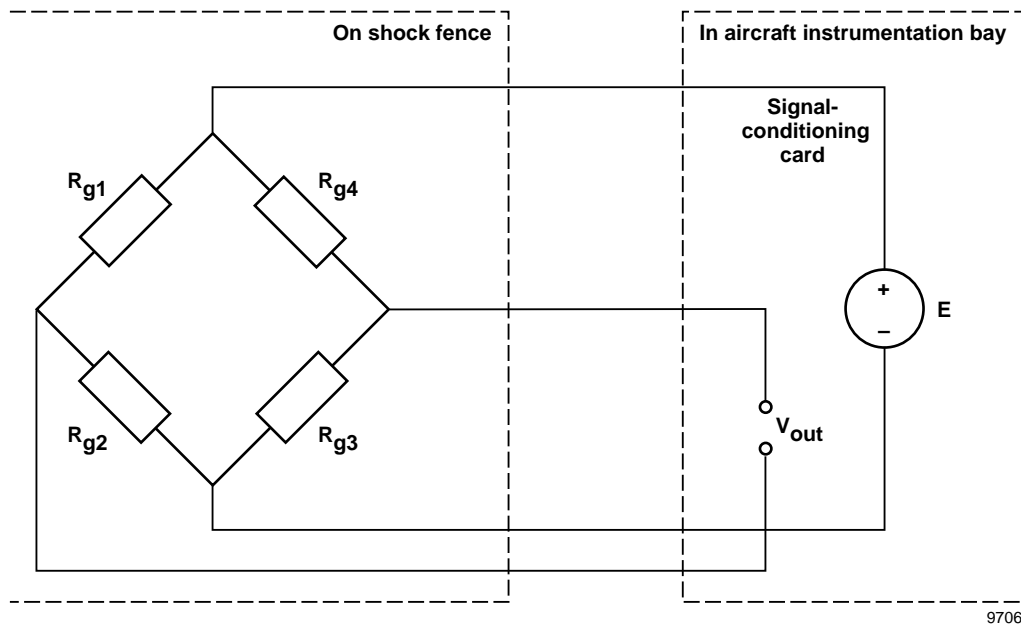 On shock fence
In aircraft instrumentation bay
Signal-
conditioning
card
Rg1
Rg4
+
–
E
Rg2
Rg3
Vout
9706